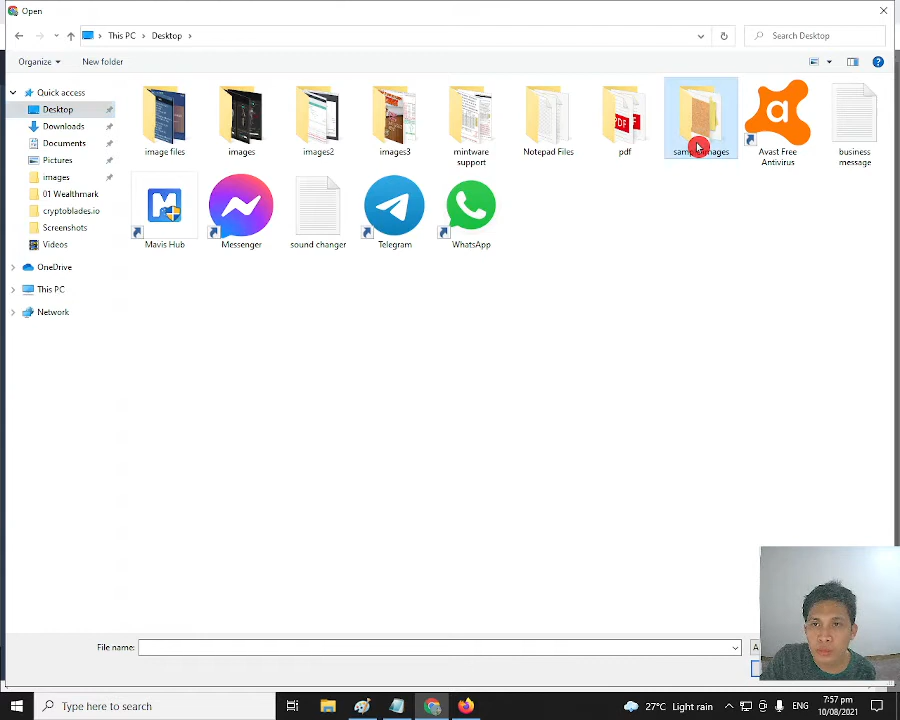 Open
This PC
Desktop
Search Desktop
Organize
New folder
Quick access
Desktop
Downloads
Documents
Pictures
images
01 Wealthmark
cryptoblades.io
Screenshots
Videos
OneDrive
This PC
Network
image files
images
images2
images3
mintware
support
Notepad Files
pdf
PDF
Avast Free
Antivirus
business
message
Mavis Hub
Messenger
sound changer
Telegram
WhatsApp
File name:
Type here to search
27°C Light rain
ENG
7:57 pm
10/08/2021